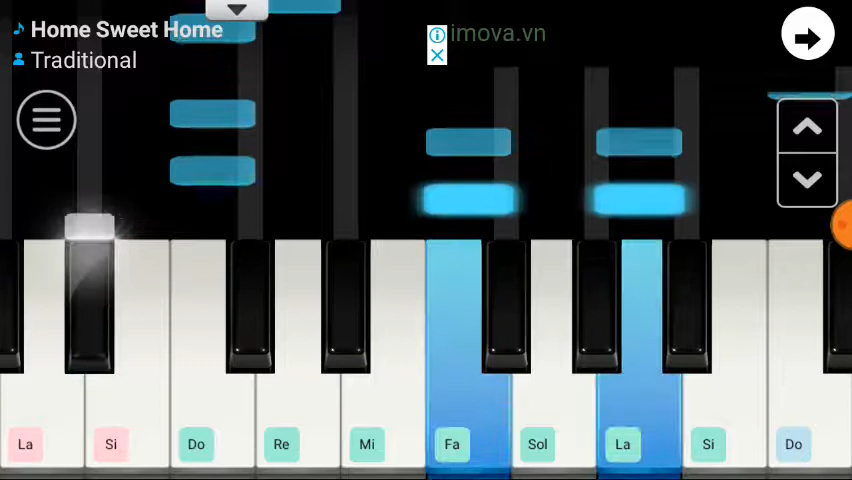 Home Sweet Home
Traditional
imova.vn
La
Si
Do
Re
Mi
Fa
Sol
La
Si
Do